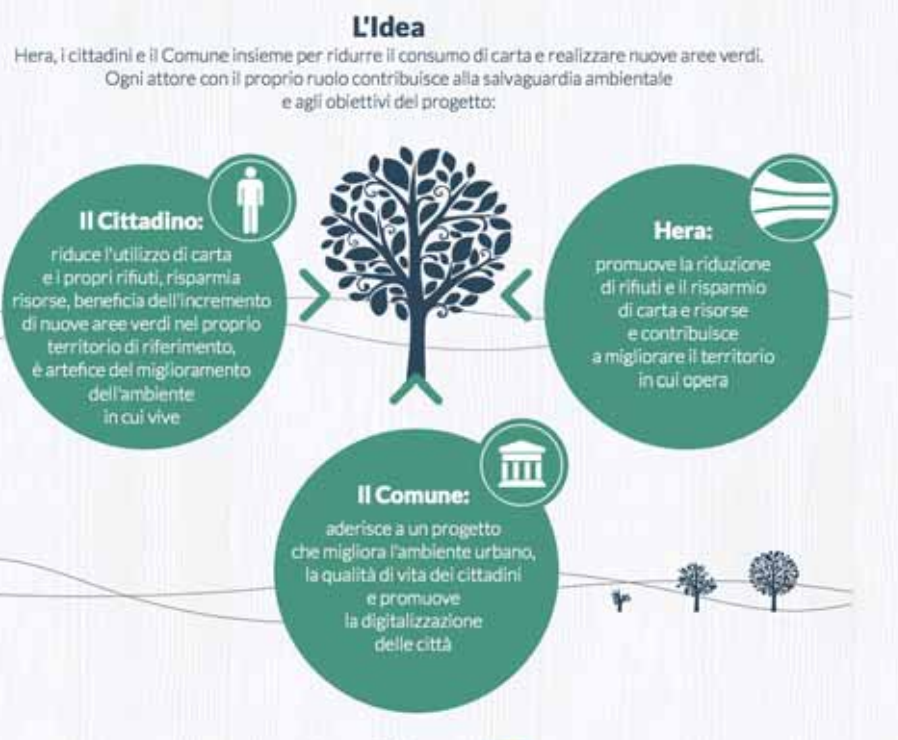 L'Idea
Hera, i cittadini e il Comune insieme per ridurre il consumo di carta e realizzare nuove aree verdi.
Ogni attore con il proprio ruolo contribuisce alla salvaguardia ambientale
e agli obiettivi del progetto:
Il Cittadino:
riduce l'utilizzo di carta
e i propri rifiuti, risparmia
risorse, beneficia dell'incremento
di nuove aree verdi nel proprio
territorio di riferimento,
è artefice del miglioramento
dell'ambiente
in cui vive
Hera:
promuove la riduzione
di rifiuti e il risparmio
di carta e risorse
e contribuisce
a migliorare il territorio
in cui opera
Il Comune:
aderisce a un progetto
che migliora l'ambiente urbano,
la qualità di vita dei cittadini
e promuove
la digitalizzazione
delle città